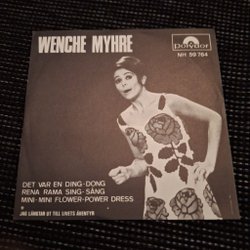 WENCHE MYHRE
Polydor
NH 59 764
DET VAR EN DING-DONG
RENA RAMA SING-SÅNG
MINI-MINI FLOWER-POWER DRESS
JAG LÄNGTAR UT TILL LIVETS ÄVENTYR